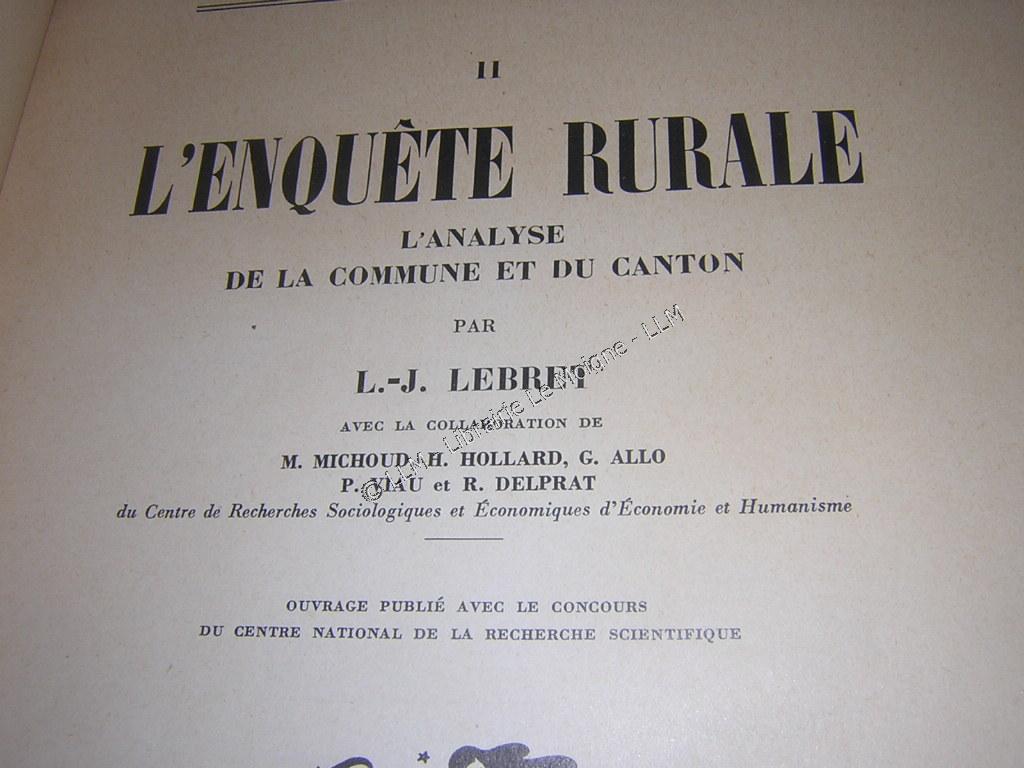 II
L'ENQUÊTE RURALE
L'ANALYSE
DE LA COMMUNE ET DU CANTON
PAR
L.-J. LEBRET
AVEC LA COLLABORATION DE
M. MICHOUD, H. HOLLARD, G. ALLO
P. VIAU et R. DELPRAT
du Centre de Recherches Sociologiques et Économiques d'Économie et Humanisme
OUVRAGE PUBLIÉ AVEC LE CONCOURS
DU CENTRE NATIONAL DE LA RECHERCHE SCIENTIFIQUE
© LLM - Librairie Le Moigne - LLM